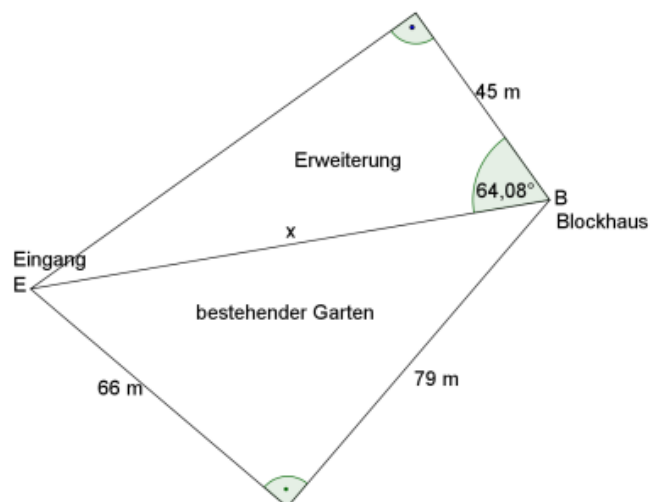 45 m
Erweiterung
64,08°
B
Blockhaus
x
Eingang
E
bestehender Garten
79 m
66 m